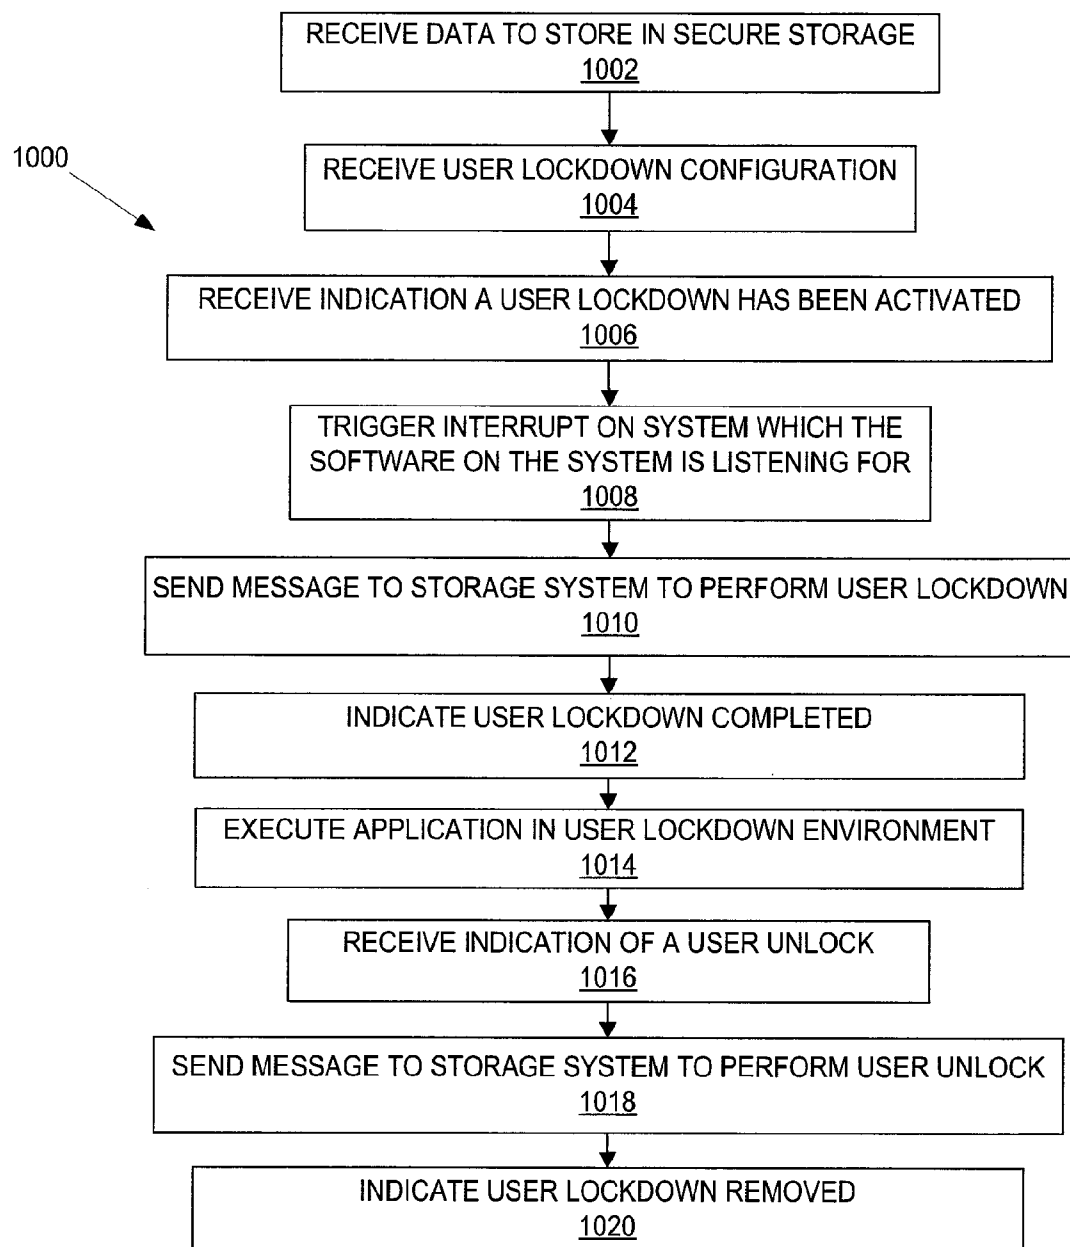 RECEIVE DATA TO STORE IN SECURE STORAGE
1002
1000
RECEIVE USER LOCKDOWN CONFIGURATION
1004
RECEIVE INDICATION A USER LOCKDOWN HAS BEEN ACTIVATED
1006
TRIGGER INTERRUPT ON SYSTEM WHICH THE
SOFTWARE ON THE SYSTEM IS LISTENING FOR
1008
SEND MESSAGE TO STORAGE SYSTEM TO PERFORM USER LOCKDOWN
1010
INDICATE USER LOCKDOWN COMPLETED
1012
EXECUTE APPLICATION IN USER LOCKDOWN ENVIRONMENT
1014
RECEIVE INDICATION OF A USER UNLOCK
1016
SEND MESSAGE TO STORAGE SYSTEM TO PERFORM USER UNLOCK
1018
INDICATE USER LOCKDOWN REMOVED
1020